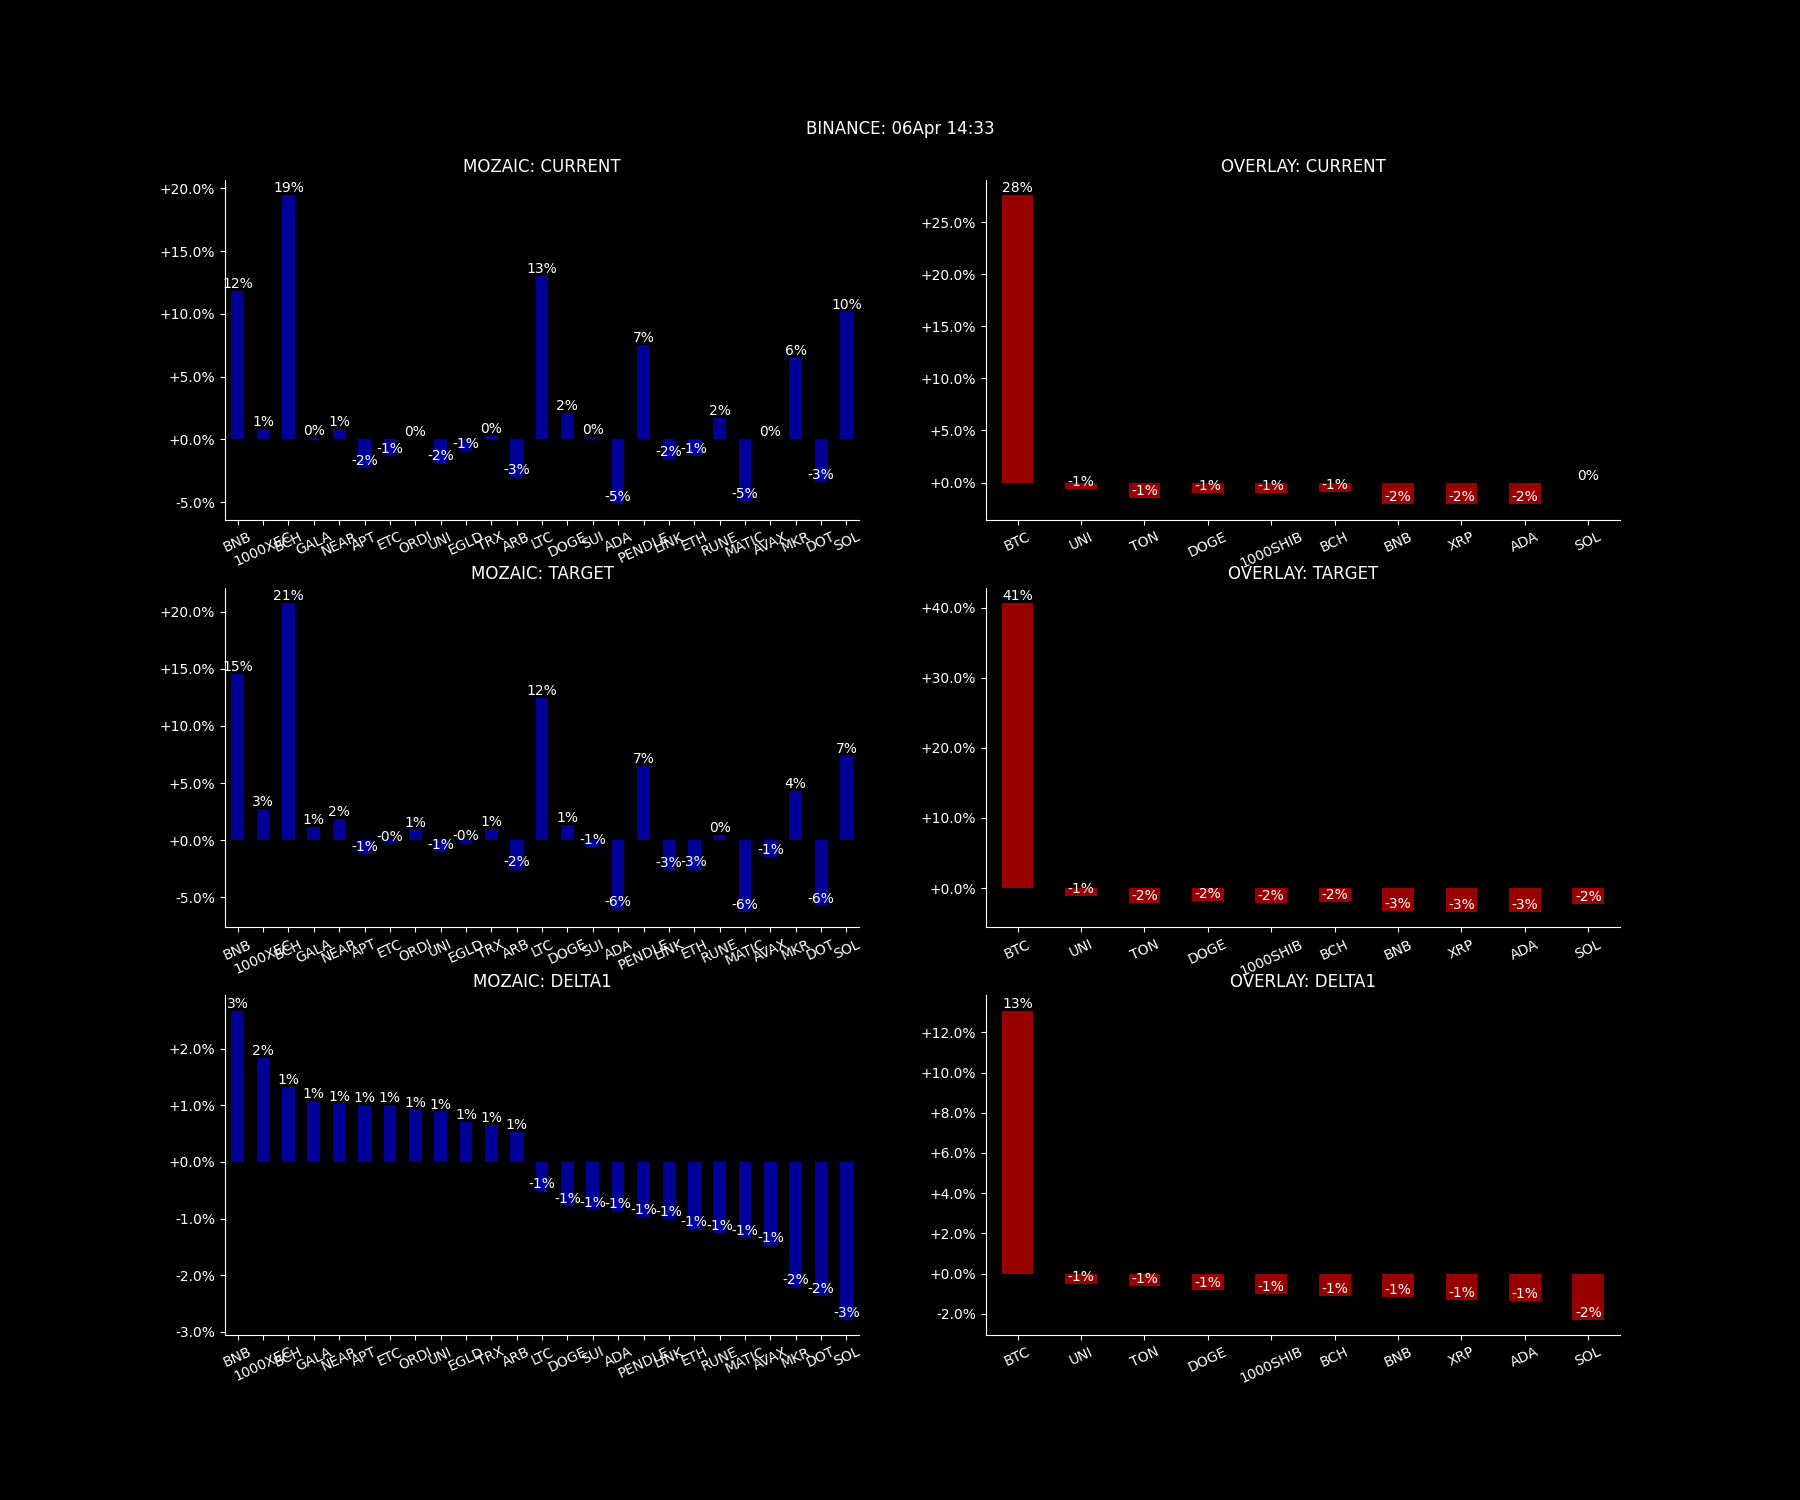 BINANCE: 06Apr 14:33
MOZAIC: CURRENT
+20.0%
+15.0%
+10.0%
+5.0%
+0.0%
-5.0%
12% 1% 19% 0% 1% -2% -1% 0% -2% -1% 0% -3% 13% 2% 0% -5% 7% -2% -1% 2% -5% 0% 6% -3% 10%
BNB 1000XEC BCH GALA NEAR APT ETC ORDI UNI EGLD TRX ARB LTC DOGE SUI ADA PENDLE LINK ETH RUNE MATIC AVAX MKR DOT SOL
OVERLAY: CURRENT
+25.0%
+20.0%
+15.0%
+10.0%
+5.0%
+0.0%
28% -1% -1% -1% -1% -1% -2% -2% -2% 0%
BTC UNI TON DOGE 1000SHIB BCH BNB XRP ADA SOL
MOZAIC: TARGET
+20.0%
+15.0%
+10.0%
+5.0%
+0.0%
-5.0%
15% 3% 21% 1% 2% -1% -0% 1% -1% -0% 1% -2% 12% 1% -1% -6% 7% -3% -3% 0% -6% -1% 4% -6% 7%
BNB 1000XEC BCH GALA NEAR APT ETC ORDI UNI EGLD TRX ARB LTC DOGE SUI ADA PENDLE LINK ETH RUNE MATIC AVAX MKR DOT SOL
OVERLAY: TARGET
+40.0%
+30.0%
+20.0%
+10.0%
+0.0%
41% -1% -2% -2% -2% -2% -3% -3% -3% -2%
BTC UNI TON DOGE 1000SHIB BCH BNB XRP ADA SOL
MOZAIC: DELTA1
+2.0%
+1.0%
+0.0%
-1.0%
-2.0%
-3.0%
3% 2% 1% 1% 1% 1% 1% 1% 1% 1% 1% 1% -1% -1% -1% -1% -1% -1% -1% -1% -1% -1% -2% -2% -3%
BNB 1000XEC BCH GALA NEAR APT ETC ORDI UNI EGLD TRX ARB LTC DOGE SUI ADA PENDLE LINK ETH RUNE MATIC AVAX MKR DOT SOL
OVERLAY: DELTA1
+12.0%
+10.0%
+8.0%
+6.0%
+4.0%
+2.0%
+0.0%
-2.0%
13% -1% -1% -1% -1% -1% -1% -1% -1% -2%
BTC UNI TON DOGE 1000SHIB BCH BNB XRP ADA SOL